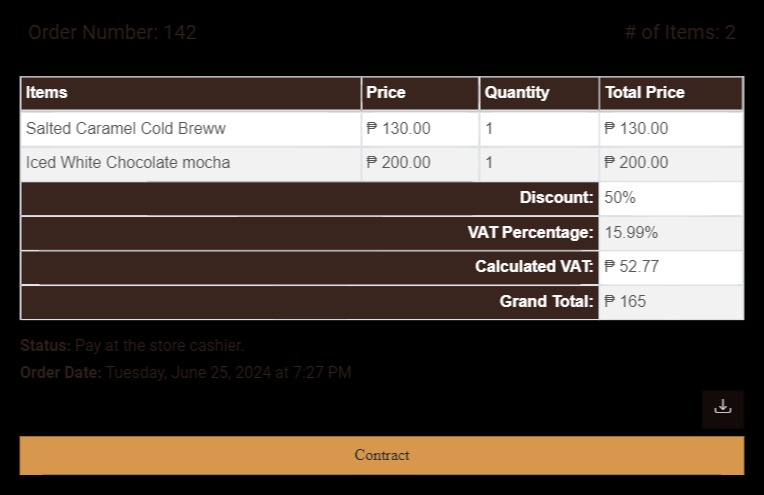 Order Number: 142 # of Items: 2
Items Price Quantity Total Price
Salted Caramel Cold Breww ₱ 130.00 1 ₱ 130.00
Iced White Chocolate mocha ₱ 200.00 1 ₱ 200.00
Discount: 50%
VAT Percentage: 15.99%
Calculated VAT: ₱ 52.77
Grand Total: ₱ 165
Status: Pay at the store cashier.
Order Date: Tuesday, June 25, 2024 at 7:27 PM
Contract